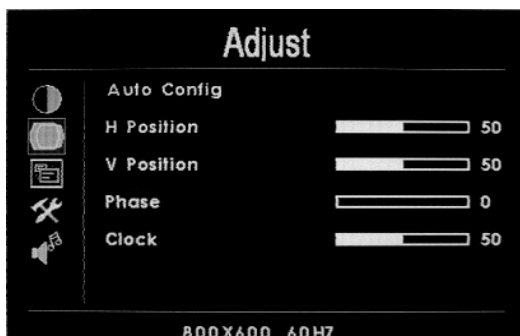 Adjust
Auto Config
H Position 50
V Position 50
Phase 0
Clock 50
800X600 60HZ